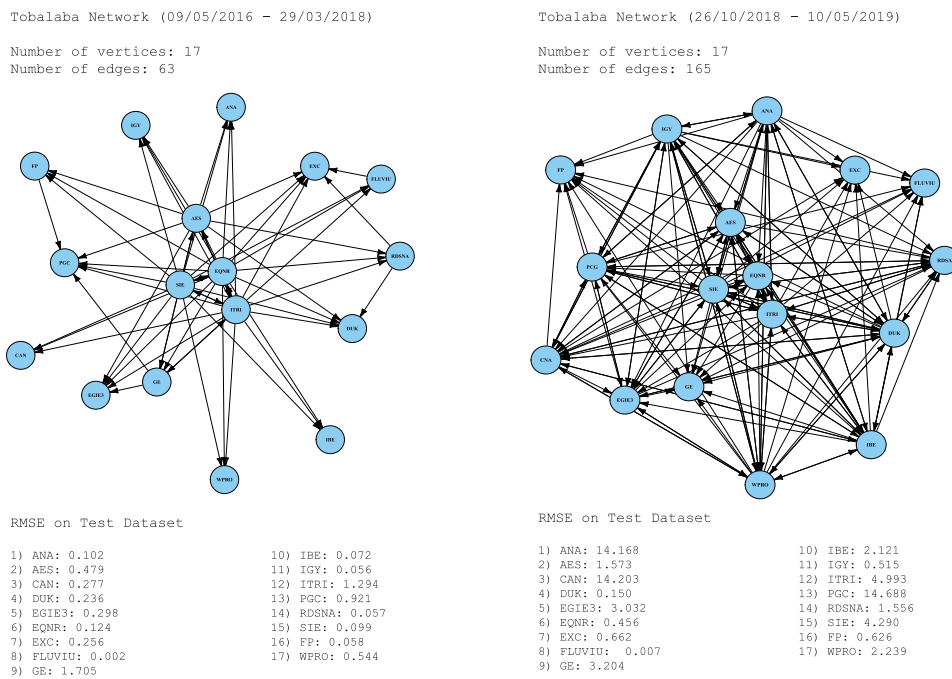 Tobalaba Network (09/05/2016 - 29/03/2018)
Number of vertices: 17
Number of edges: 63
ANA
IGY
FP
EXC
FLUVIU
AES
PGC
EQNR
RDSNA
SIE
ITRI
DUK
CAN
GE
EGIE3
IBE
WPRO
RMSE on Test Dataset
1) ANA: 0.102
2) AES: 0.479
3) CAN: 0.277
4) DUK: 0.236
5) EGIE3: 0.298
6) EQNR: 0.124
7) EXC: 0.256
8) FLUVIU: 0.002
9) GE: 1.705
10) IBE: 0.072
11) IGY: 0.056
12) ITRI: 1.294
13) PGC: 0.921
14) RDSNA: 0.057
15) SIE: 0.099
16) FP: 0.058
17) WPRO: 0.544
Tobalaba Network (26/10/2018 - 10/05/2019)
Number of vertices: 17
Number of edges: 165
ANA
IGY
FP
EXC
FLUVIU
AES
RDSNA
PCG
EQNR
SIE
ITRI
DUK
CNA
GE
EGIE3
IBE
WPRO
RMSE on Test Dataset
1) ANA: 14.168
2) AES: 1.573
3) CAN: 14.203
4) DUK: 0.150
5) EGIE3: 3.032
6) EQNR: 0.456
7) EXC: 0.662
8) FLUVIU: 0.007
9) GE: 3.204
10) IBE: 2.121
11) IGY: 0.515
12) ITRI: 4.993
13) PGC: 14.688
14) RDSNA: 1.556
15) SIE: 4.290
16) FP: 0.626
17) WPRO: 2.239